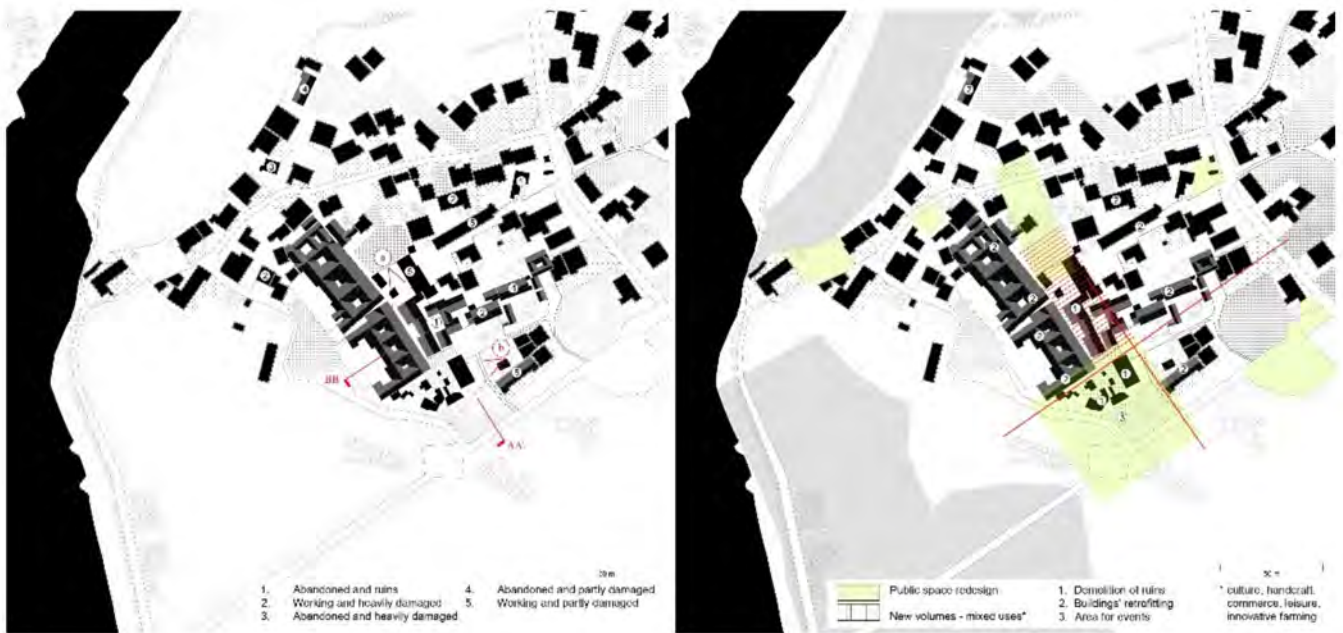 BB
AA
a
b
20 m
1. Abandoned and ruins
2. Working and heavily damaged
3. Abandoned and heavily damaged
4. Abandoned and partly damaged
5. Working and partly damaged
50 m
Public space redesign
New volumes - mixed uses*
1. Demolition of ruins
2. Buildings' retrofitting
3. Area for events
* culture, handcraft,
commerce, leisure,
innovative farming